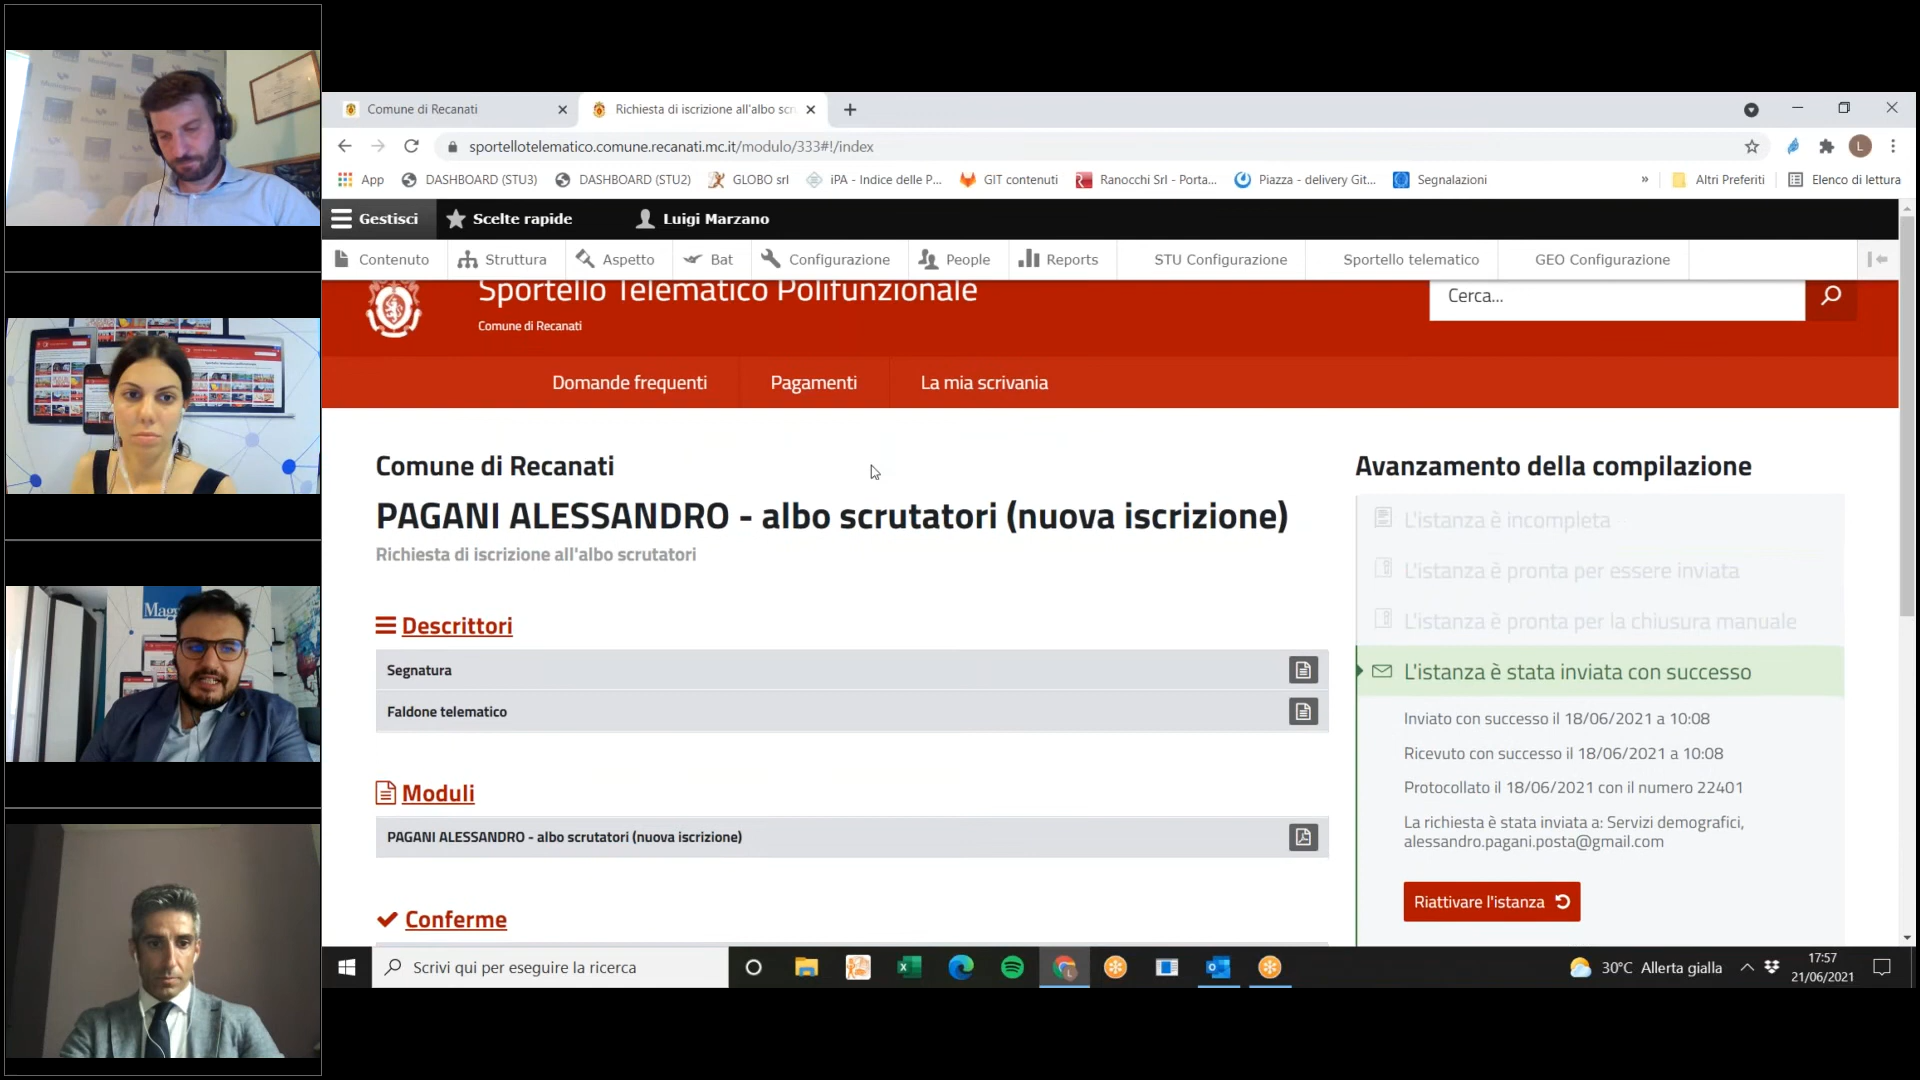 Comune di Recanati
Richiesta di iscrizione all'albo scr
sportellotelematico.comune.recanati.mc.it/modulo/333#!/index
App
DASHBOARD (STU3)
DASHBOARD (STU2)
GLOBO srl
iPA - Indice delle P...
GIT contenuti
Ranocchi Srl - Porta...
Piazza - delivery Git...
Segnalazioni
»
Altri Preferiti
Elenco di lettura
Gestisci
Scelte rapide
Luigi Marzano
Contenuto
Struttura
Aspetto
Bat
Configurazione
People
Reports
STU Configurazione
Sportello telematico
GEO Configurazione
Sportello Telematico Polifunzionale
Comune di Recanati
Cerca...
Domande frequenti
Pagamenti
La mia scrivania
Comune di Recanati
PAGANI ALESSANDRO - albo scrutatori (nuova iscrizione)
Richiesta di iscrizione all'albo scrutatori
Descrittori
Segnatura
Faldone telematico
Moduli
PAGANI ALESSANDRO - albo scrutatori (nuova iscrizione)
Conferme
Avanzamento della compilazione
L'istanza è incompleta
L'istanza è pronta per essere inviata
L'istanza è pronta per la chiusura manuale
L'istanza è stata inviata con successo
Inviato con successo il 18/06/2021 a 10:08
Ricevuto con successo il 18/06/2021 a 10:08
Protocollato il 18/06/2021 con il numero 22401
La richiesta è stata inviata a: Servizi demografici,
alessandro.pagani.posta@gmail.com
Riattivare l'istanza
Scrivi qui per eseguire la ricerca
30°C Allerta gialla
17:57
21/06/2021